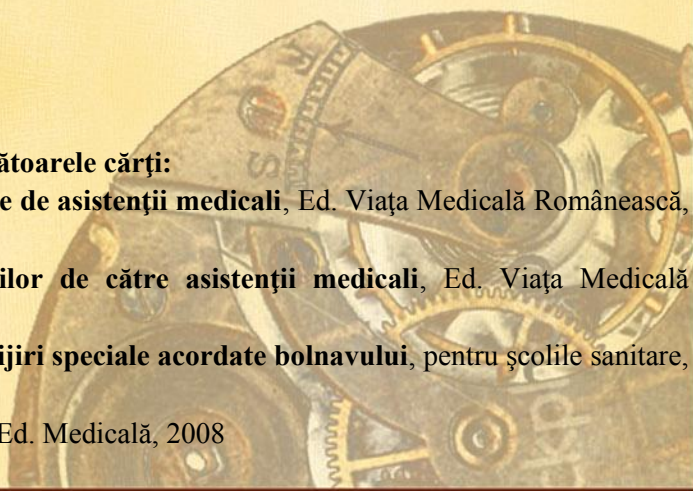 ătoarele cărţi:
e de asistenţii medicali, Ed. Viaţa Medicală Românească,
ilor de către asistenţii medicali, Ed. Viaţa Medicală
ijiri speciale acordate bolnavului, pentru şcolile sanitare,
Ed. Medicală, 2008
S